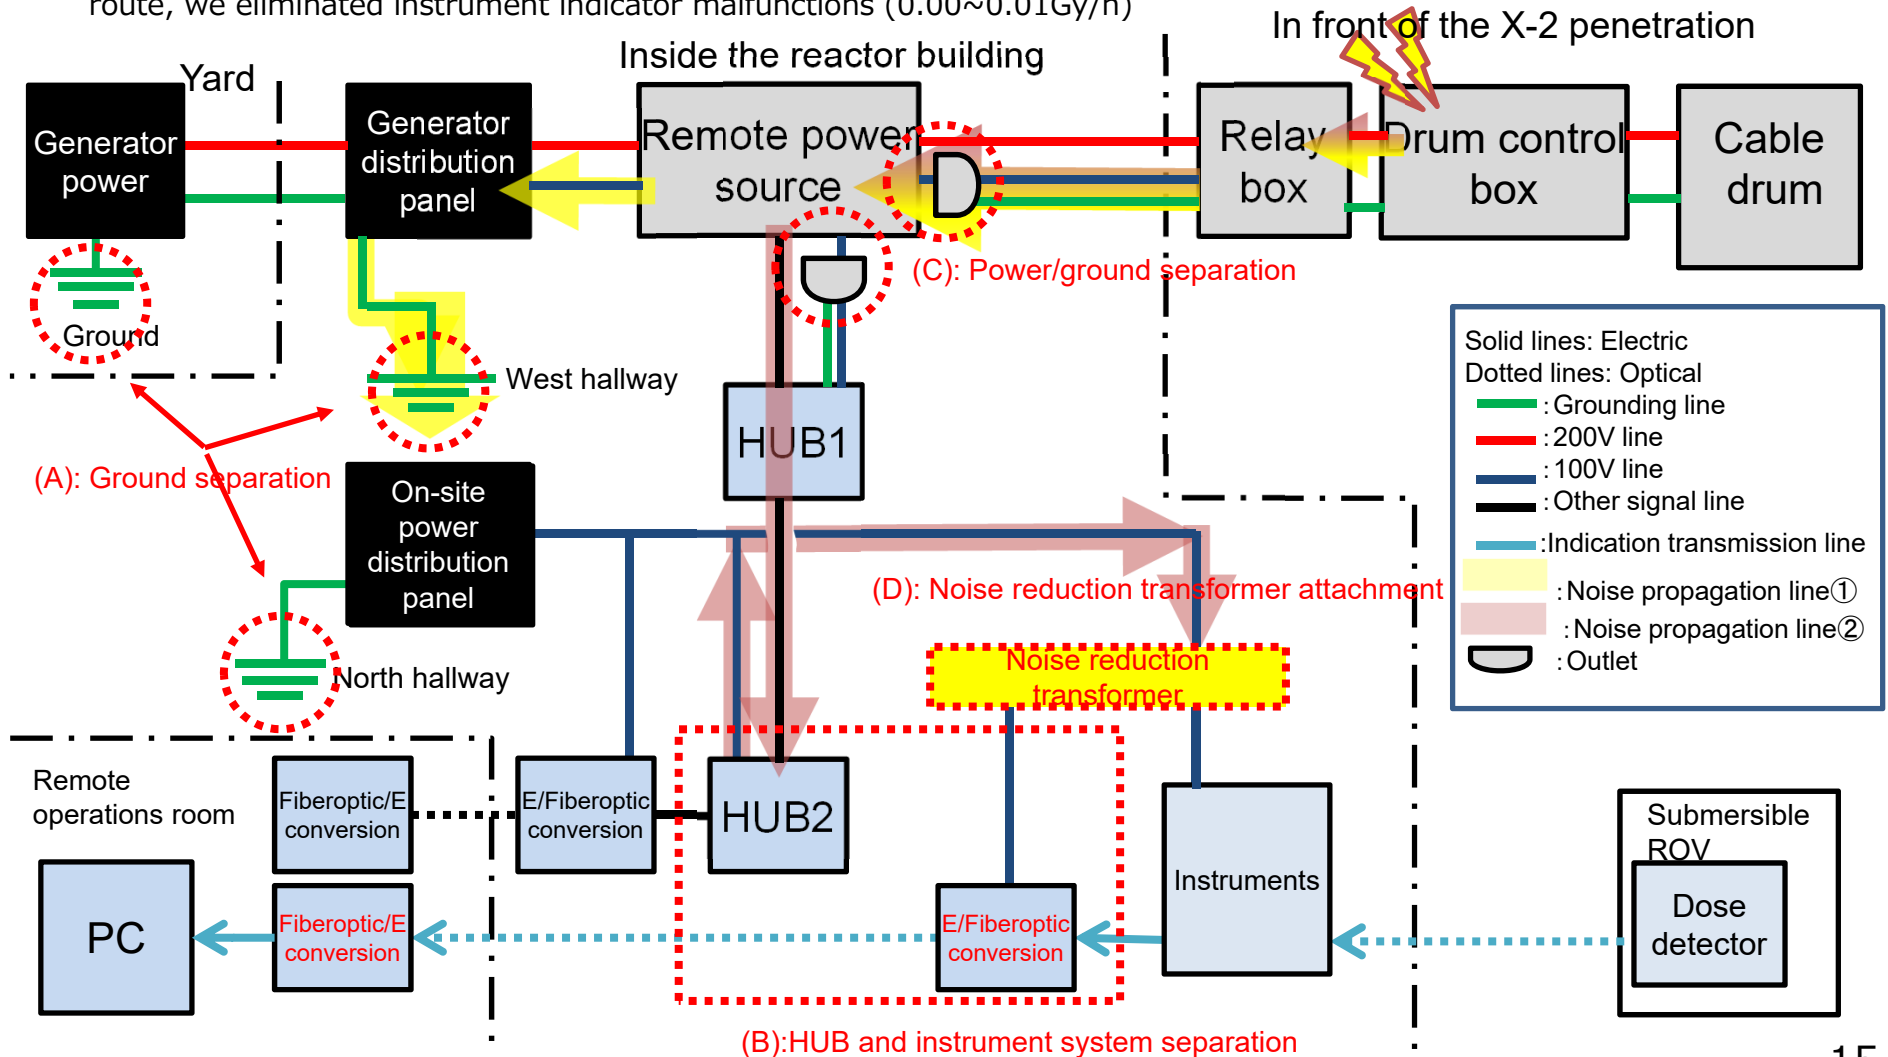 route, we eliminated instrument indicator malfunctions (0.00~0.01Gy/h)
In front of the X-2 penetration
Inside the reactor building
Yard
Generator
power
Generator
distribution
panel
Remote power
source
Relay
box
Drum control
box
Cable
drum
(C): Power/ground separation
Ground
West hallway
HUB1
(A): Ground separation
On-site
power
distribution
panel
North hallway
Solid lines: Electric
Dotted lines: Optical
: Grounding line
: 200V line
: 100V line
: Other signal line
:Indication transmission line
: Noise propagation line①
: Noise propagation line②
: Outlet
(D): Noise reduction transformer attachment
Noise reduction
transformer
Remote
operations room
Fiberoptic/E
conversion
E/Fiberoptic
conversion
HUB2
Instruments
Submersible
ROV
Dose
detector
PC
Fiberoptic/E
conversion
E/Fiberoptic
conversion
(B):HUB and instrument system separation
15